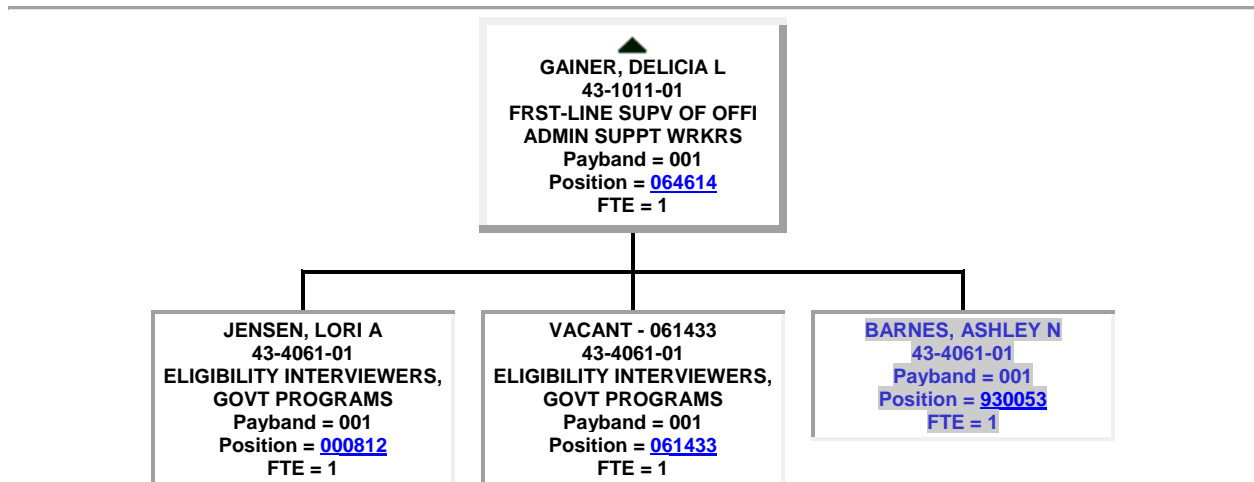 GAINER, DELICIA L
43-1011-01
FRST-LINE SUPV OF OFFI
ADMIN SUPPT WRKRS
Payband = 001
Position = 064614
FTE = 1
JENSEN, LORI A
43-4061-01
ELIGIBILITY INTERVIEWERS,
GOVT PROGRAMS
Payband = 001
Position = 000812
FTE = 1
VACANT - 061433
43-4061-01
ELIGIBILITY INTERVIEWERS,
GOVT PROGRAMS
Payband = 001
Position = 061433
FTE = 1
BARNES, ASHLEY N
43-4061-01
Payband = 001
Position = 930053
FTE = 1